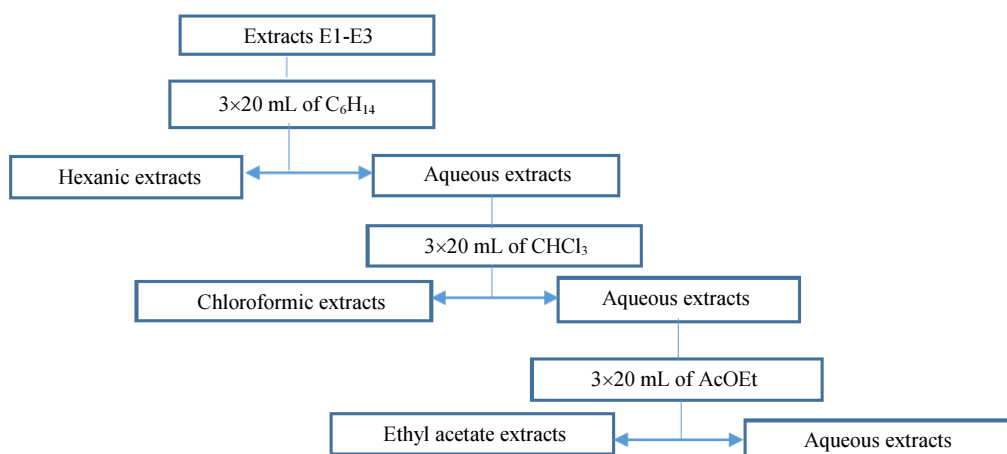 Extracts E1-E3
3×20 mL of C₆H₁₄
Hexanic extracts
Aqueous extracts
3×20 mL of CHCl₃
Chloroformic extracts
Aqueous extracts
3×20 mL of AcOEt
Ethyl acetate extracts
Aqueous extracts